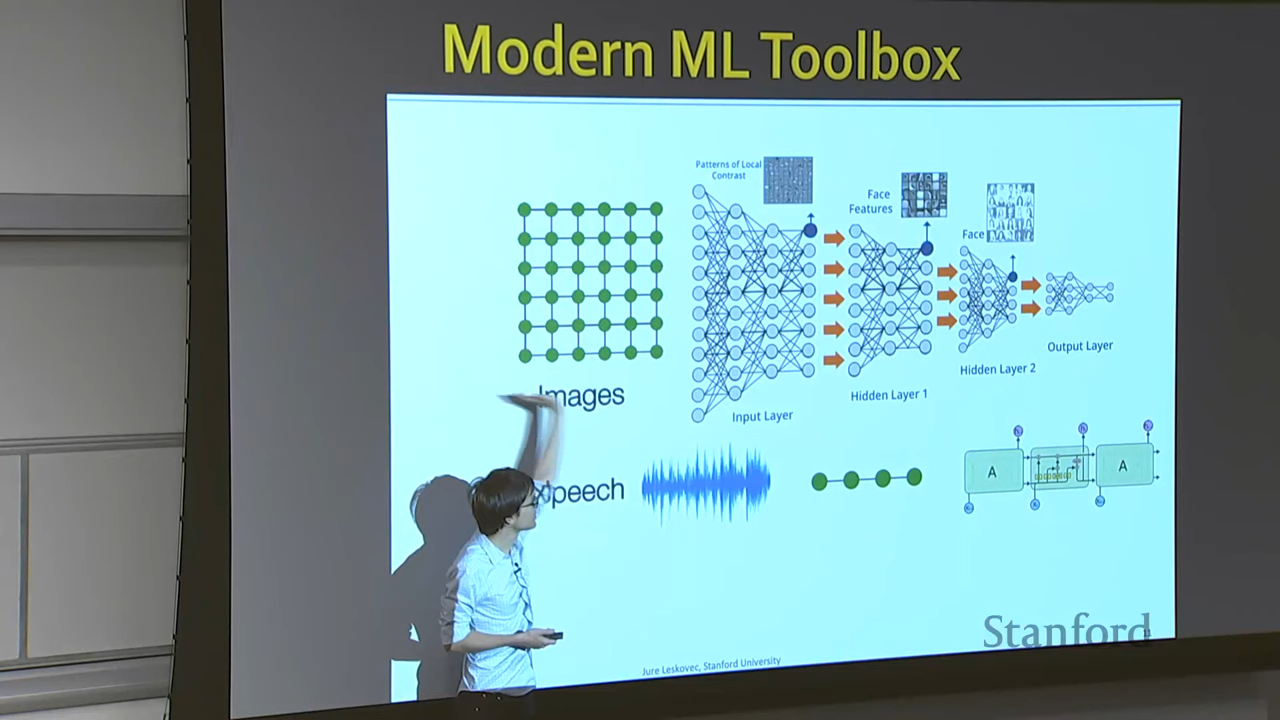 Modern ML Toolbox
Patterns of Local
Contrast
Face
Features
Face
Images
Input Layer
Hidden Layer 1
Hidden Layer 2
Output Layer
A
A
Jure Leskovec, Stanford University
Stanford